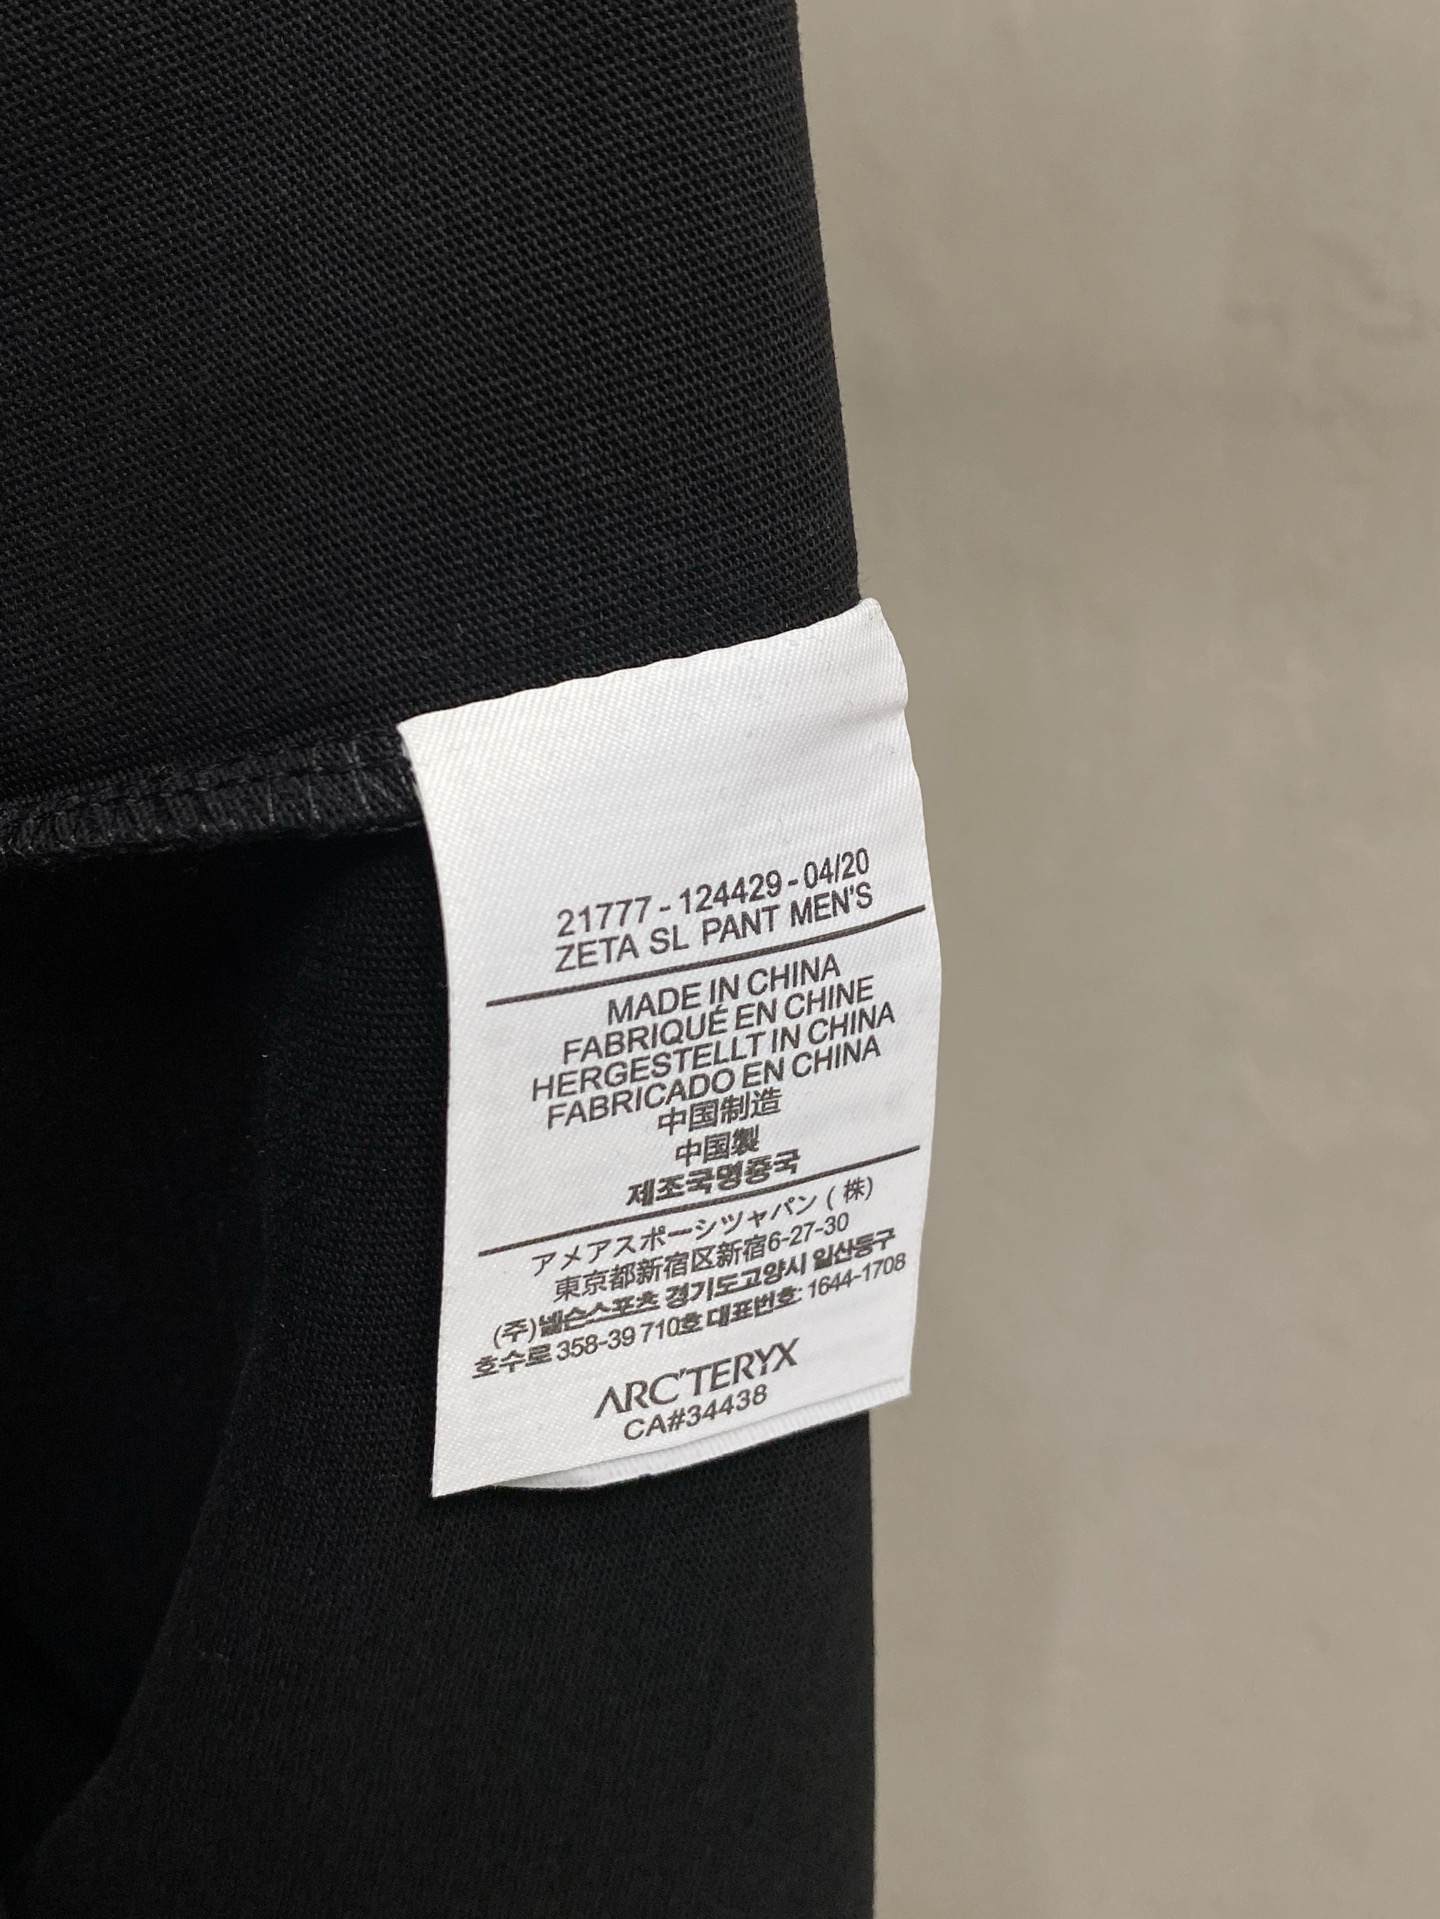 21777 - 124429 - 04/20
ZETA SL PANT MEN'S
MADE IN CHINA
FABRIQUÉ EN CHINE
HERGESTELLT IN CHINA
FABRICADO EN CHINA
中国制造
中国製
제조국명중국
アメアスポーシツャパン (株)
東京都新宿区新宿6-27-30
(주)넬슨스포츠 경기도고양시 일산동구
호수로 358-39 710호 대표번호: 1644-1708
ARC'TERYX
CA#34438